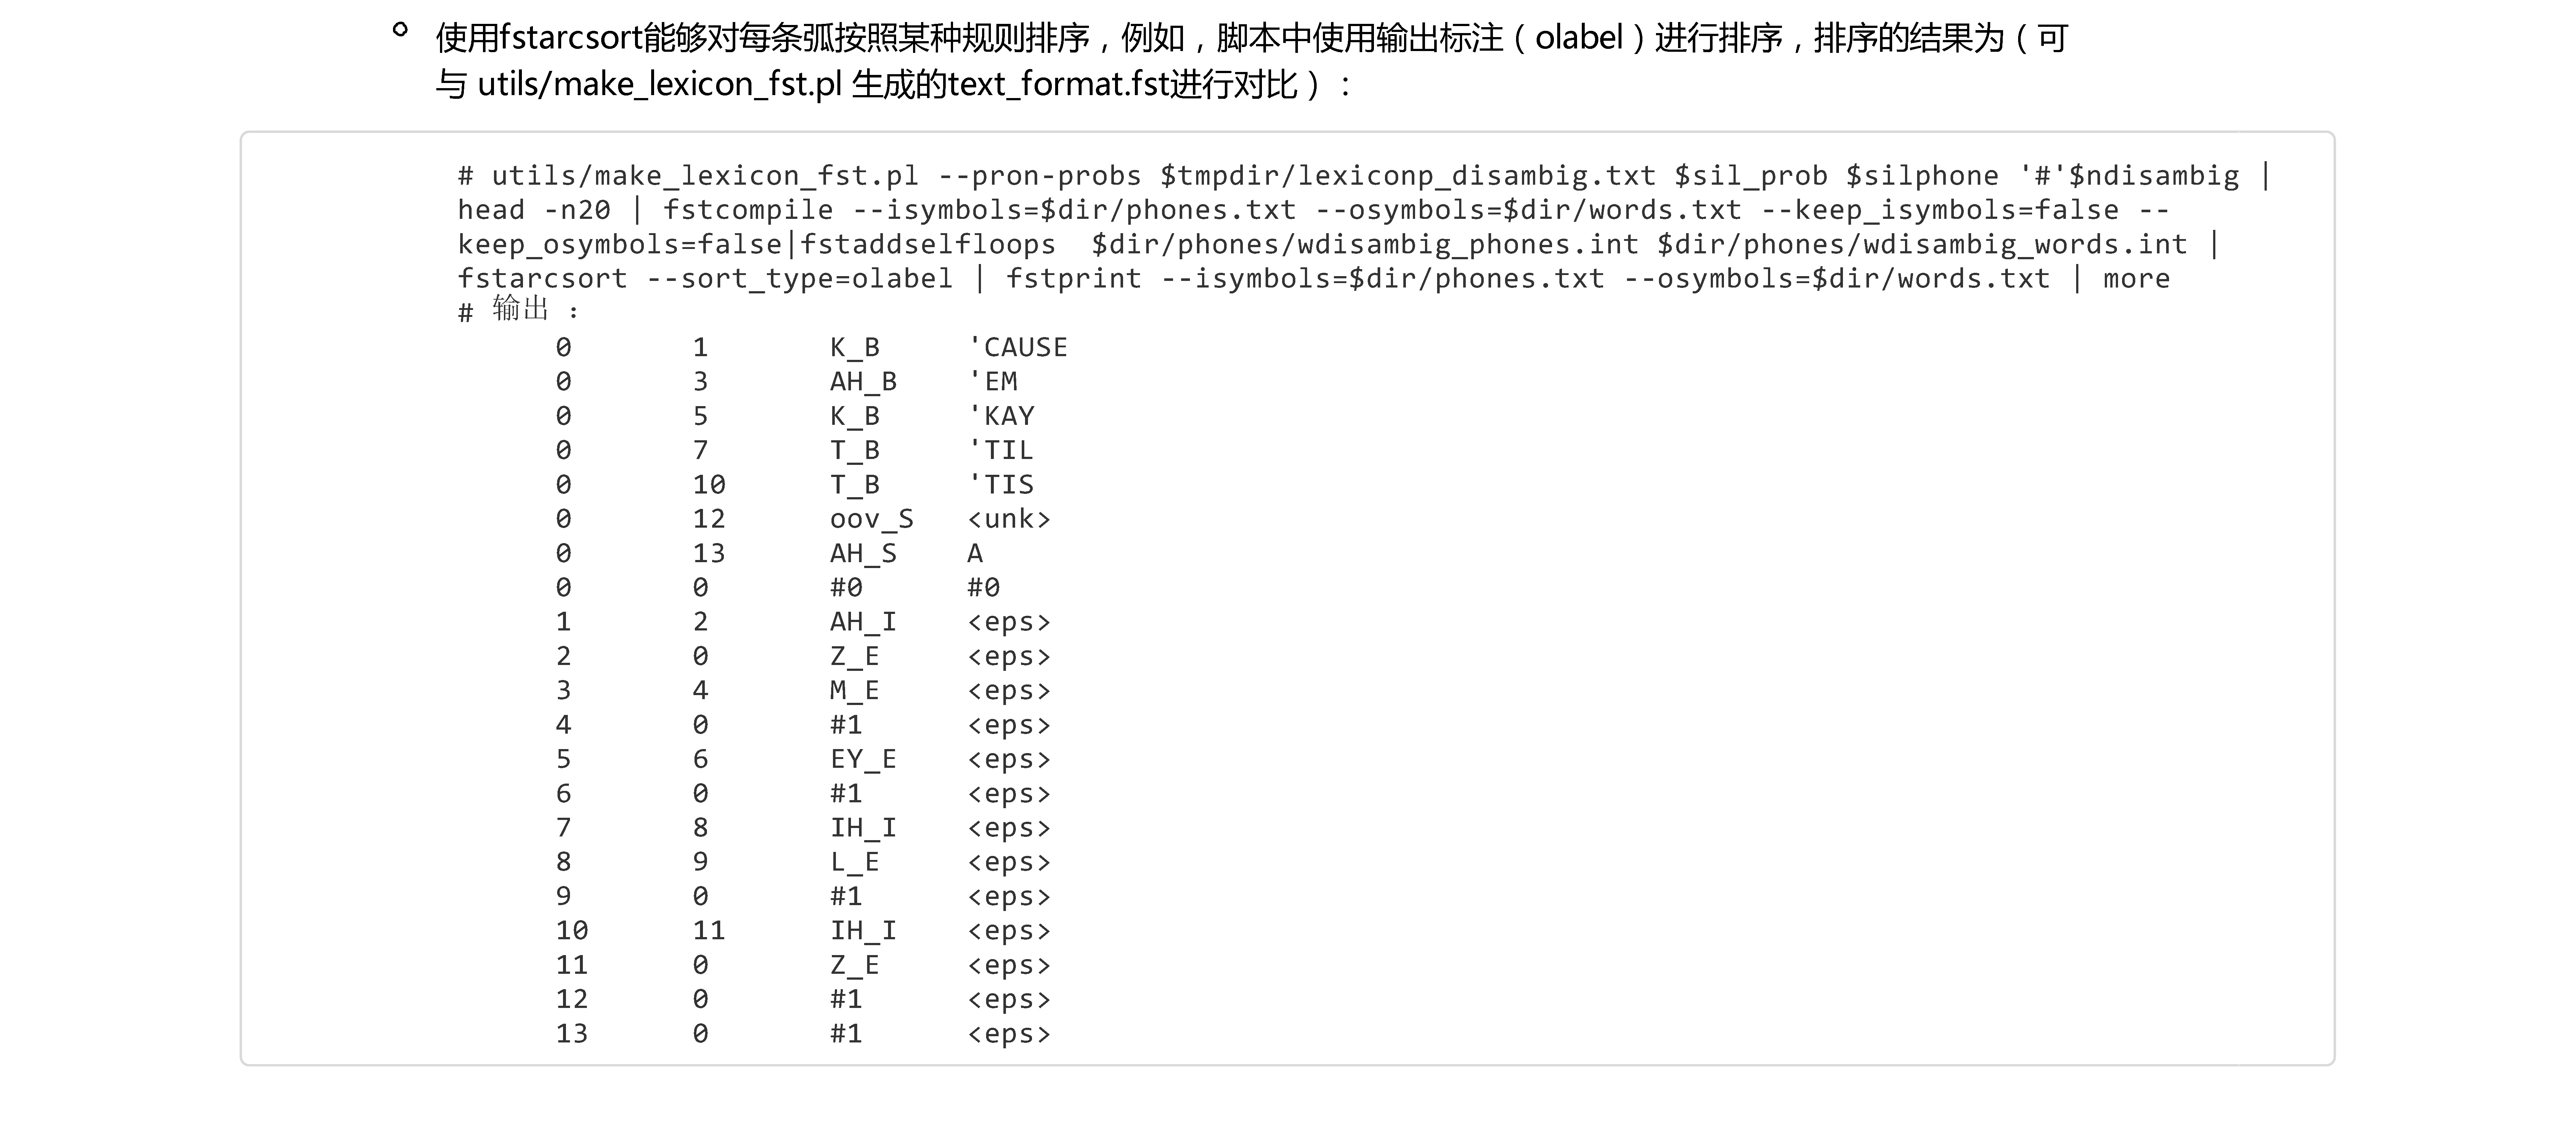 使用fstarcsort能够对每条弧按照某种规则排序，例如，脚本中使用输出标注（olabel）进行排序，排序的结果为（可
与 utils/make_lexicon_fst.pl 生成的text_format.fst进行对比）：
# utils/make_lexicon_fst.pl --pron-probs $tmpdir/lexiconp_disambig.txt $sil_prob $silphone '#'$ndisambig |
head -n20 | fstcompile --isymbols=$dir/phones.txt --osymbols=$dir/words.txt --keep_isymbols=false --
keep_osymbols=false|fstaddselfloops  $dir/phones/wdisambig_phones.int $dir/phones/wdisambig_words.int |
fstarcsort --sort_type=olabel | fstprint --isymbols=$dir/phones.txt --osymbols=$dir/words.txt | more
# 输出 ：
0 1 K_B 'CAUSE
0 3 AH_B 'EM
0 5 K_B 'KAY
0 7 T_B 'TIL
0 10 T_B 'TIS
0 12 oov_S <unk>
0 13 AH_S A
0 0 #0 #0
1 2 AH_I <eps>
2 0 Z_E <eps>
3 4 M_E <eps>
4 0 #1 <eps>
5 6 EY_E <eps>
6 0 #1 <eps>
7 8 IH_I <eps>
8 9 L_E <eps>
9 0 #1 <eps>
10 11 IH_I <eps>
11 0 Z_E <eps>
12 0 #1 <eps>
13 0 #1 <eps>